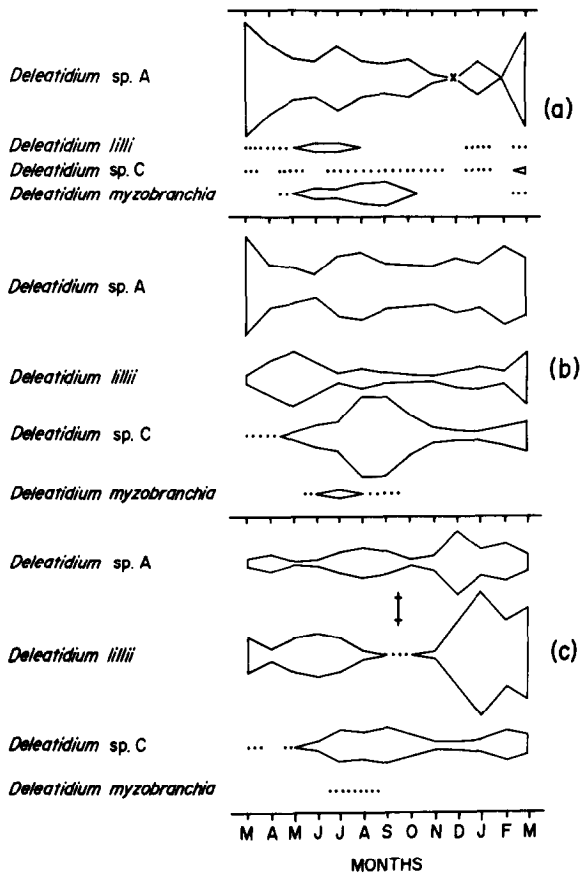 Deleatidium sp. A
(a)
Deleatidium lilli
Deleatidium sp. C
Deleatidium myzobranchia
Deleatidium sp. A
Deleatidium lillii
(b)
Deleatidium sp. C
Deleatidium myzobranchia
Deleatidium sp. A
Deleatidium lillii
(c)
Deleatidium sp. C
Deleatidium myzobranchia
M A M J J A S O N D J F M
MONTHS